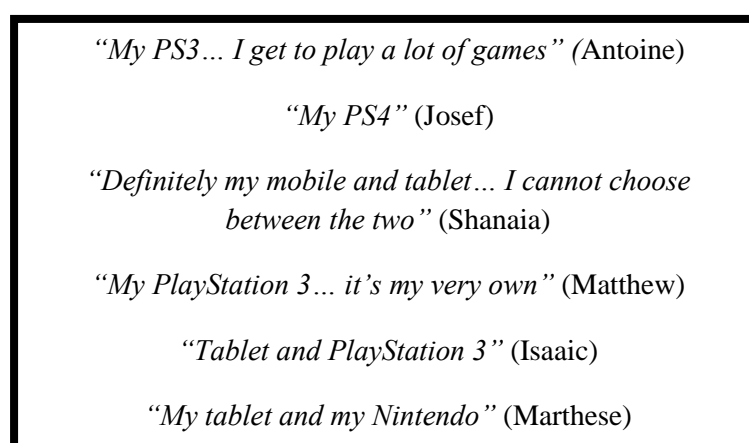 “My PS3… I get to play a lot of games” (Antoine)
“My PS4” (Josef)
“Definitely my mobile and tablet… I cannot choose
between the two” (Shanaia)
“My PlayStation 3… it’s my very own” (Matthew)
“Tablet and PlayStation 3” (Isaaic)
“My tablet and my Nintendo” (Marthese)